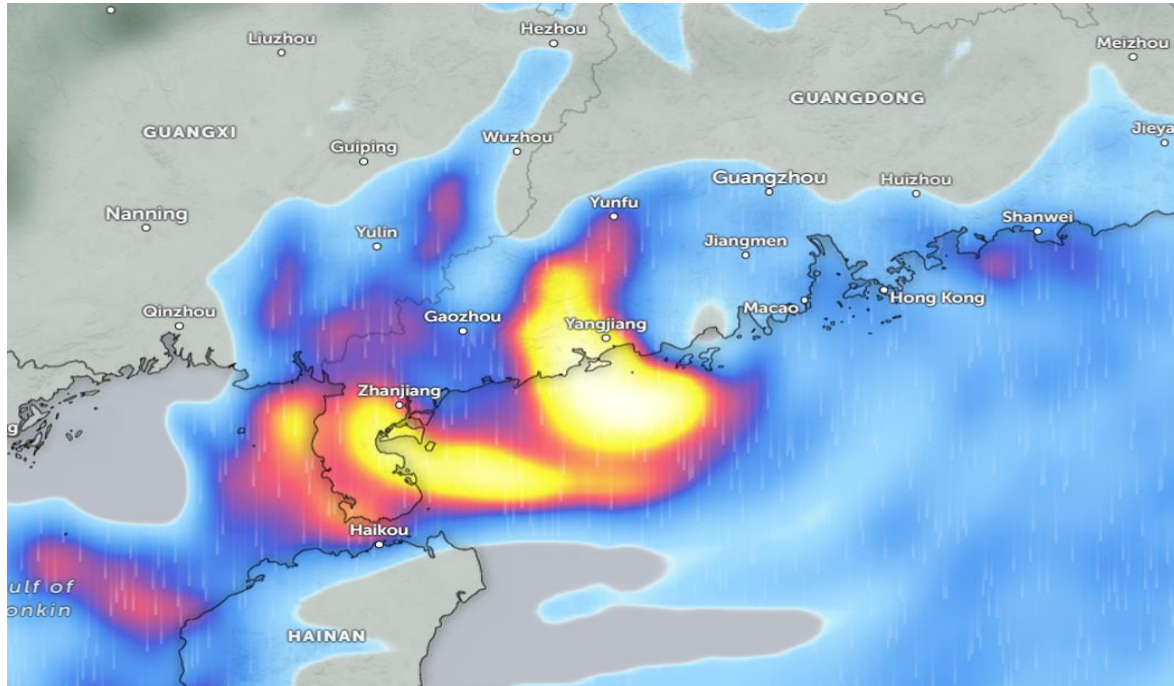 Hezhou
Liuzhou
Meizhou
GUANGDONG
GUANGXI
Wuzhou
Jieya
Guiping
Guangzhou
Huizhou
Nanning
Yunfu
Shanwei
Yulin
Jiangmen
Hong Kong
Macao
Qinzhou
Gaozhou
Yangjiang
Zhanjiang
g
Haikou
ulf of
onkin
HAINAN